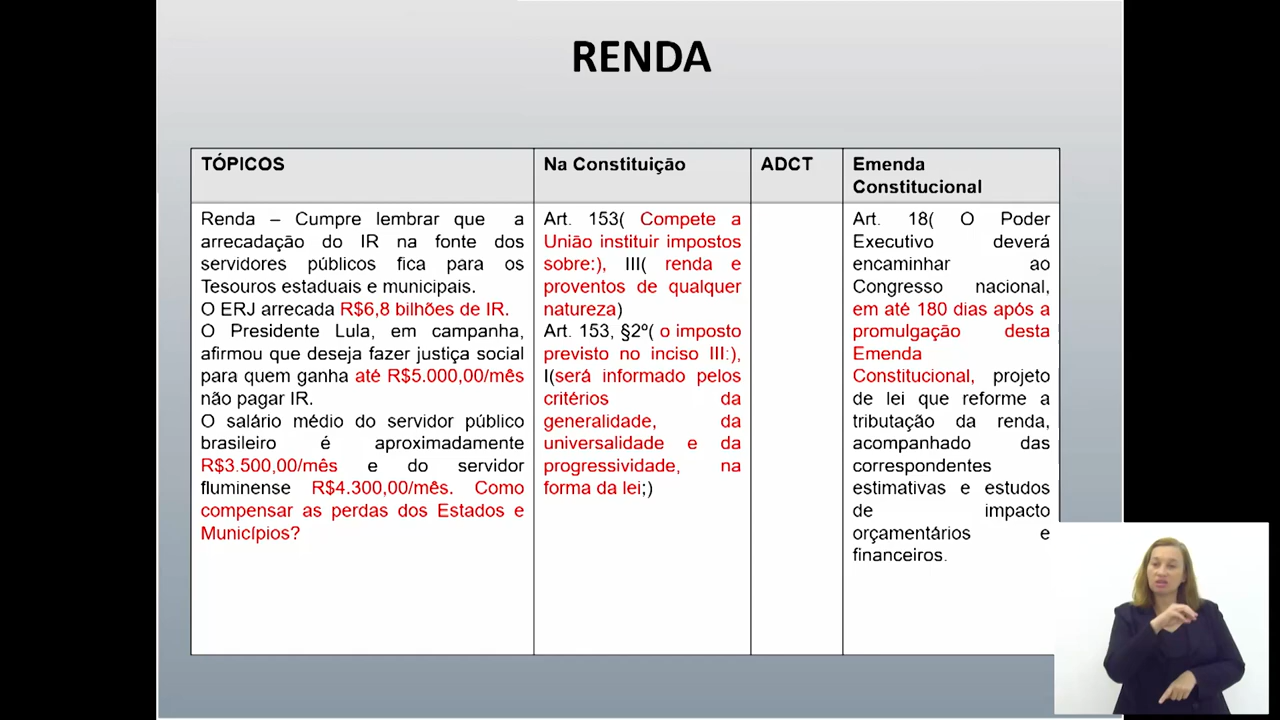 RENDA
TÓPICOS
Na Constituição
ADCT
Emenda
Constitucional
Renda – Cumpre lembrar que a
arrecadação do IR na fonte dos
servidores públicos fica para os
Tesouros estaduais e municipais.
O ERJ arrecada R$6,8 bilhões de IR.
O Presidente Lula, em campanha,
afirmou que deseja fazer justiça social
para quem ganha até R$5.000,00/mês
não pagar IR.
O salário médio do servidor público
brasileiro é aproximadamente
R$3.500,00/mês e do servidor
fluminense R$4.300,00/mês. Como
compensar as perdas dos Estados e
Municípios?
Art. 153( Compete a
União instituir impostos
sobre:), III( renda e
proventos de qualquer
natureza)
Art. 153, §2º( o imposto
previsto no inciso III:),
I(será informado pelos
critérios da
generalidade, da
universalidade e da
progressividade, na
forma da lei;)
Art. 18( O Poder
Executivo deverá
encaminhar ao
Congresso nacional,
em até 180 dias após a
promulgação desta
Emenda
Constitucional, projeto
de lei que reforme a
tributação da renda,
acompanhado das
correspondentes
estimativas e estudos
de impacto
orçamentários e
financeiros.